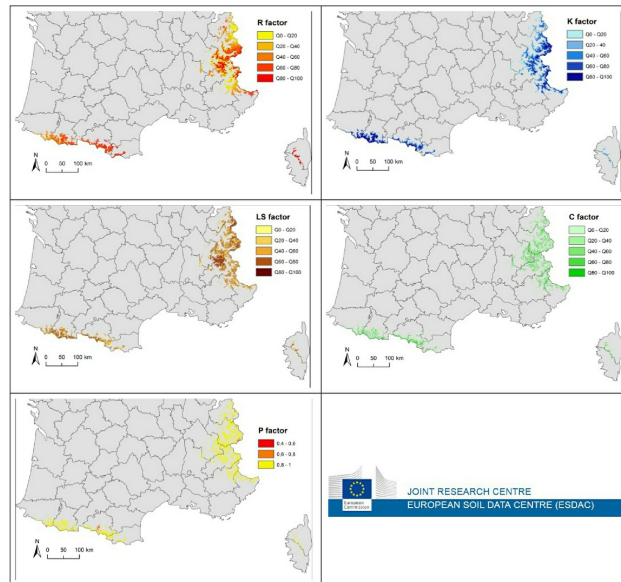 R factor
Q0 - Q20
Q20 - Q40
Q40 - Q60
Q60 - Q80
Q80 - Q100
N
0 50 100
km
K factor
Q0 - Q20
Q20 - 40
Q40 - Q60
Q60 - Q80
Q80 - Q100
N
0 50 100
km
LS factor
Q0 - Q20
Q20 - Q40
Q40 - Q60
Q60 - Q80
Q80 - Q100
N
0 50 100
km
C factor
Q0 - Q20
Q20 - Q40
Q40 - Q60
Q60 - Q80
Q80 - Q100
N
0 50 100
km
P factor
0,4 - 0,6
0,6 - 0,8
0,8 - 1
N
0 50 100
km
European
Commission
JOINT RESEARCH CENTRE
EUROPEAN SOIL DATA CENTRE (ESDAC)